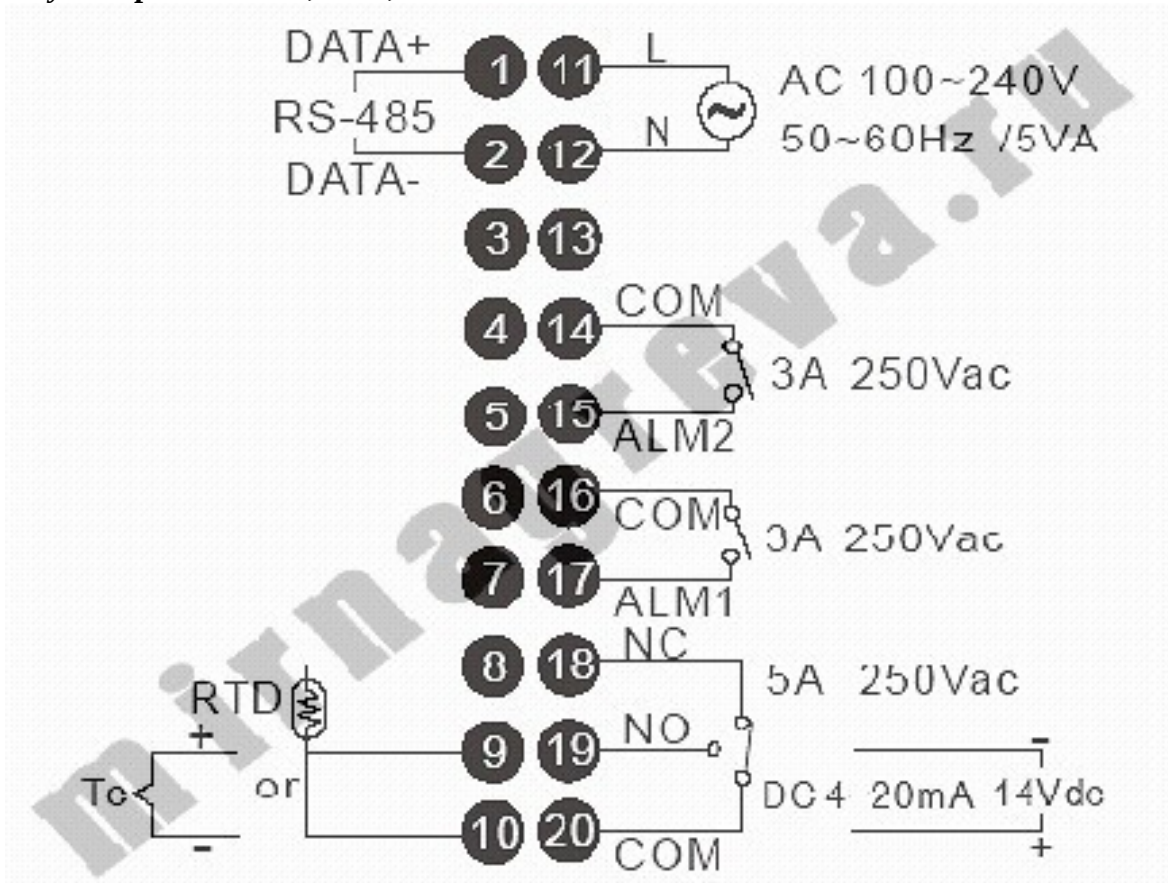 DATA+
RS-485
DATA-
1 11
2 12
3 13
4 14
5 15
6 16
7 17
8 18
9 19
10 20
L
N
AC 100~240V
50~60Hz /5VA
COM
ALM2
3A 250Vac
COM
ALM1
3A 250Vac
NC
NO
COM
5A 250Vac
-
DC4 20mA 14Vdc
+
RTD
+
Tc
or
-
mirnagreva.ru